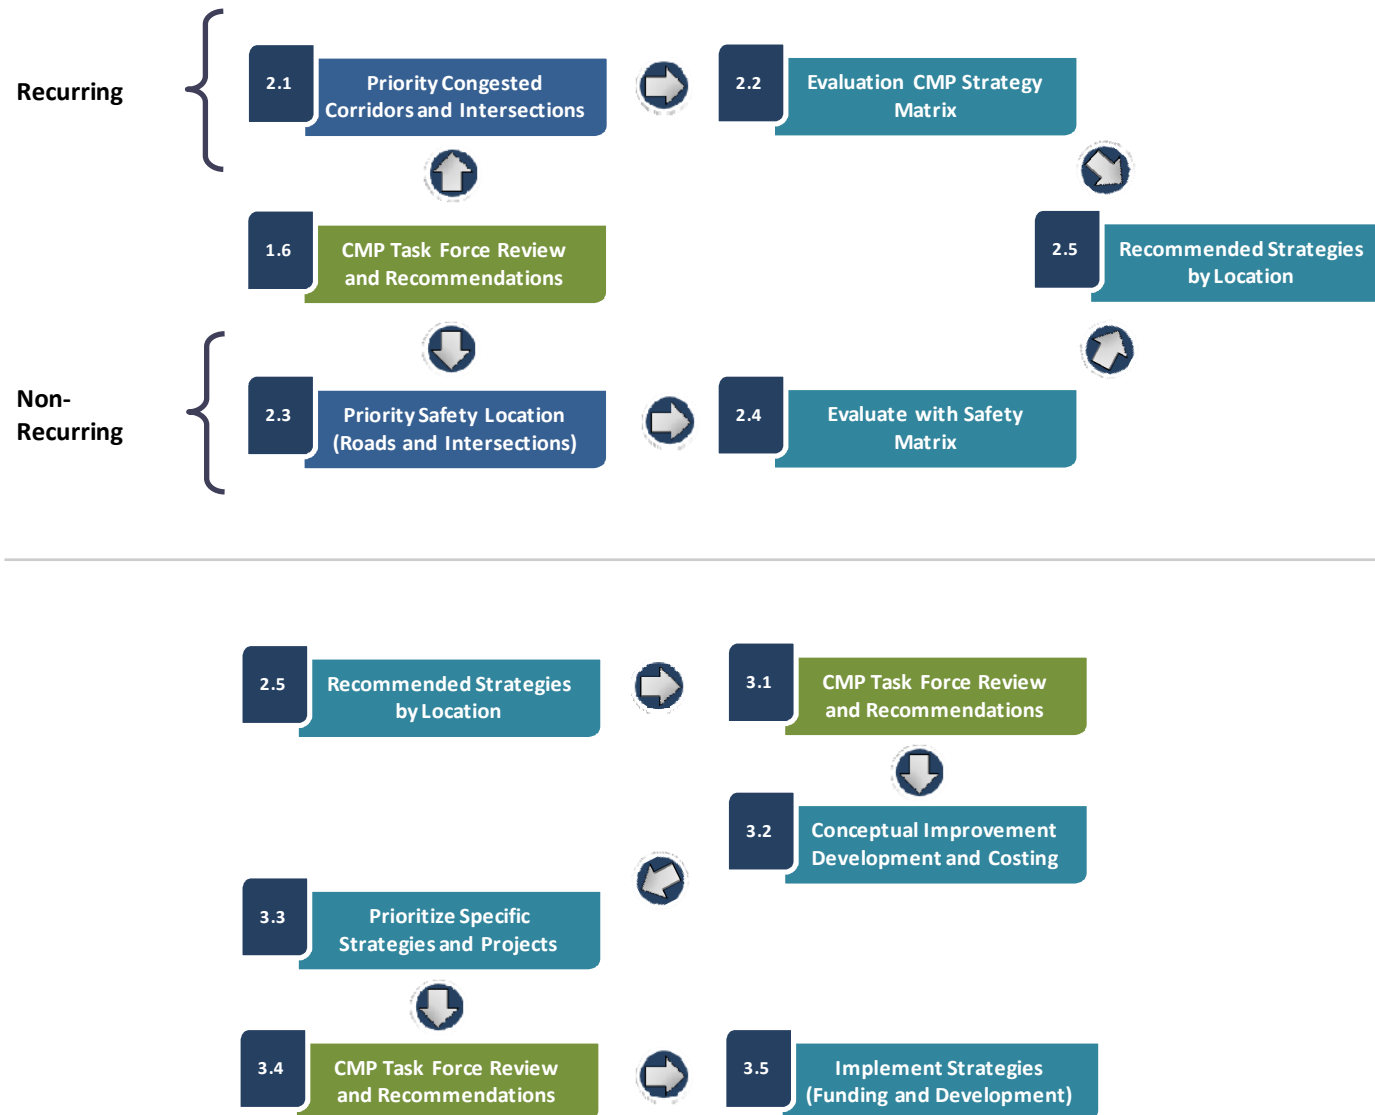 Recurring
2.1
Priority Congested
Corridors and Intersections
2.2
Evaluation CMP Strategy
Matrix
1.6
CMP Task Force Review
and Recommendations
2.5
Recommended Strategies
by Location
Non-
Recurring
2.3
Priority Safety Location
(Roads and Intersections)
2.4
Evaluate with Safety
Matrix
2.5
Recommended Strategies
by Location
3.1
CMP Task Force Review
and Recommendations
3.2
Conceptual Improvement
Development and Costing
3.3
Prioritize Specific
Strategies and Projects
3.4
CMP Task Force Review
and Recommendations
3.5
Implement Strategies
(Funding and Development)